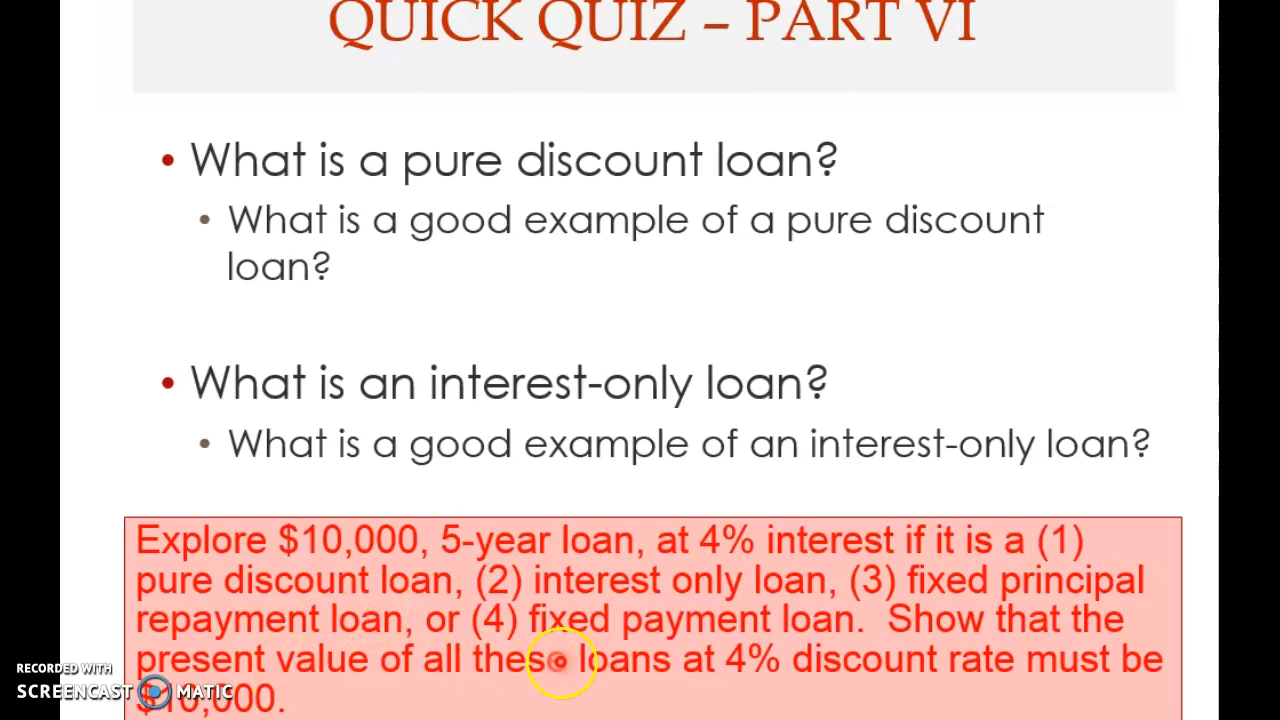 QUICK QUIZ – PART VI
• What is a pure discount loan?
• What is a good example of a pure discount
loan?
• What is an interest-only loan?
• What is a good example of an interest-only loan?
Explore $10,000, 5-year loan, at 4% interest if it is a (1)
pure discount loan, (2) interest only loan, (3) fixed principal
repayment loan, or (4) fixed payment loan. Show that the
present value of all these loans at 4% discount rate must be
$10,000.
RECORDED WITH
SCREENCAST MATIC